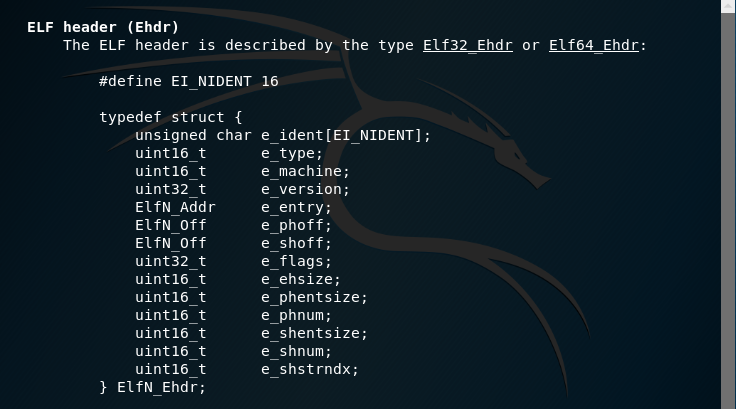 ELF header (Ehdr)
The ELF header is described by the type Elf32_Ehdr or Elf64_Ehdr:
#define EI_NIDENT 16
typedef struct {
unsigned char e_ident[EI_NIDENT];
uint16_t e_type;
uint16_t e_machine;
uint32_t e_version;
ElfN_Addr e_entry;
ElfN_Off e_phoff;
ElfN_Off e_shoff;
uint32_t e_flags;
uint16_t e_ehsize;
uint16_t e_phentsize;
uint16_t e_phnum;
uint16_t e_shentsize;
uint16_t e_shnum;
uint16_t e_shstrndx;
} ElfN_Ehdr;